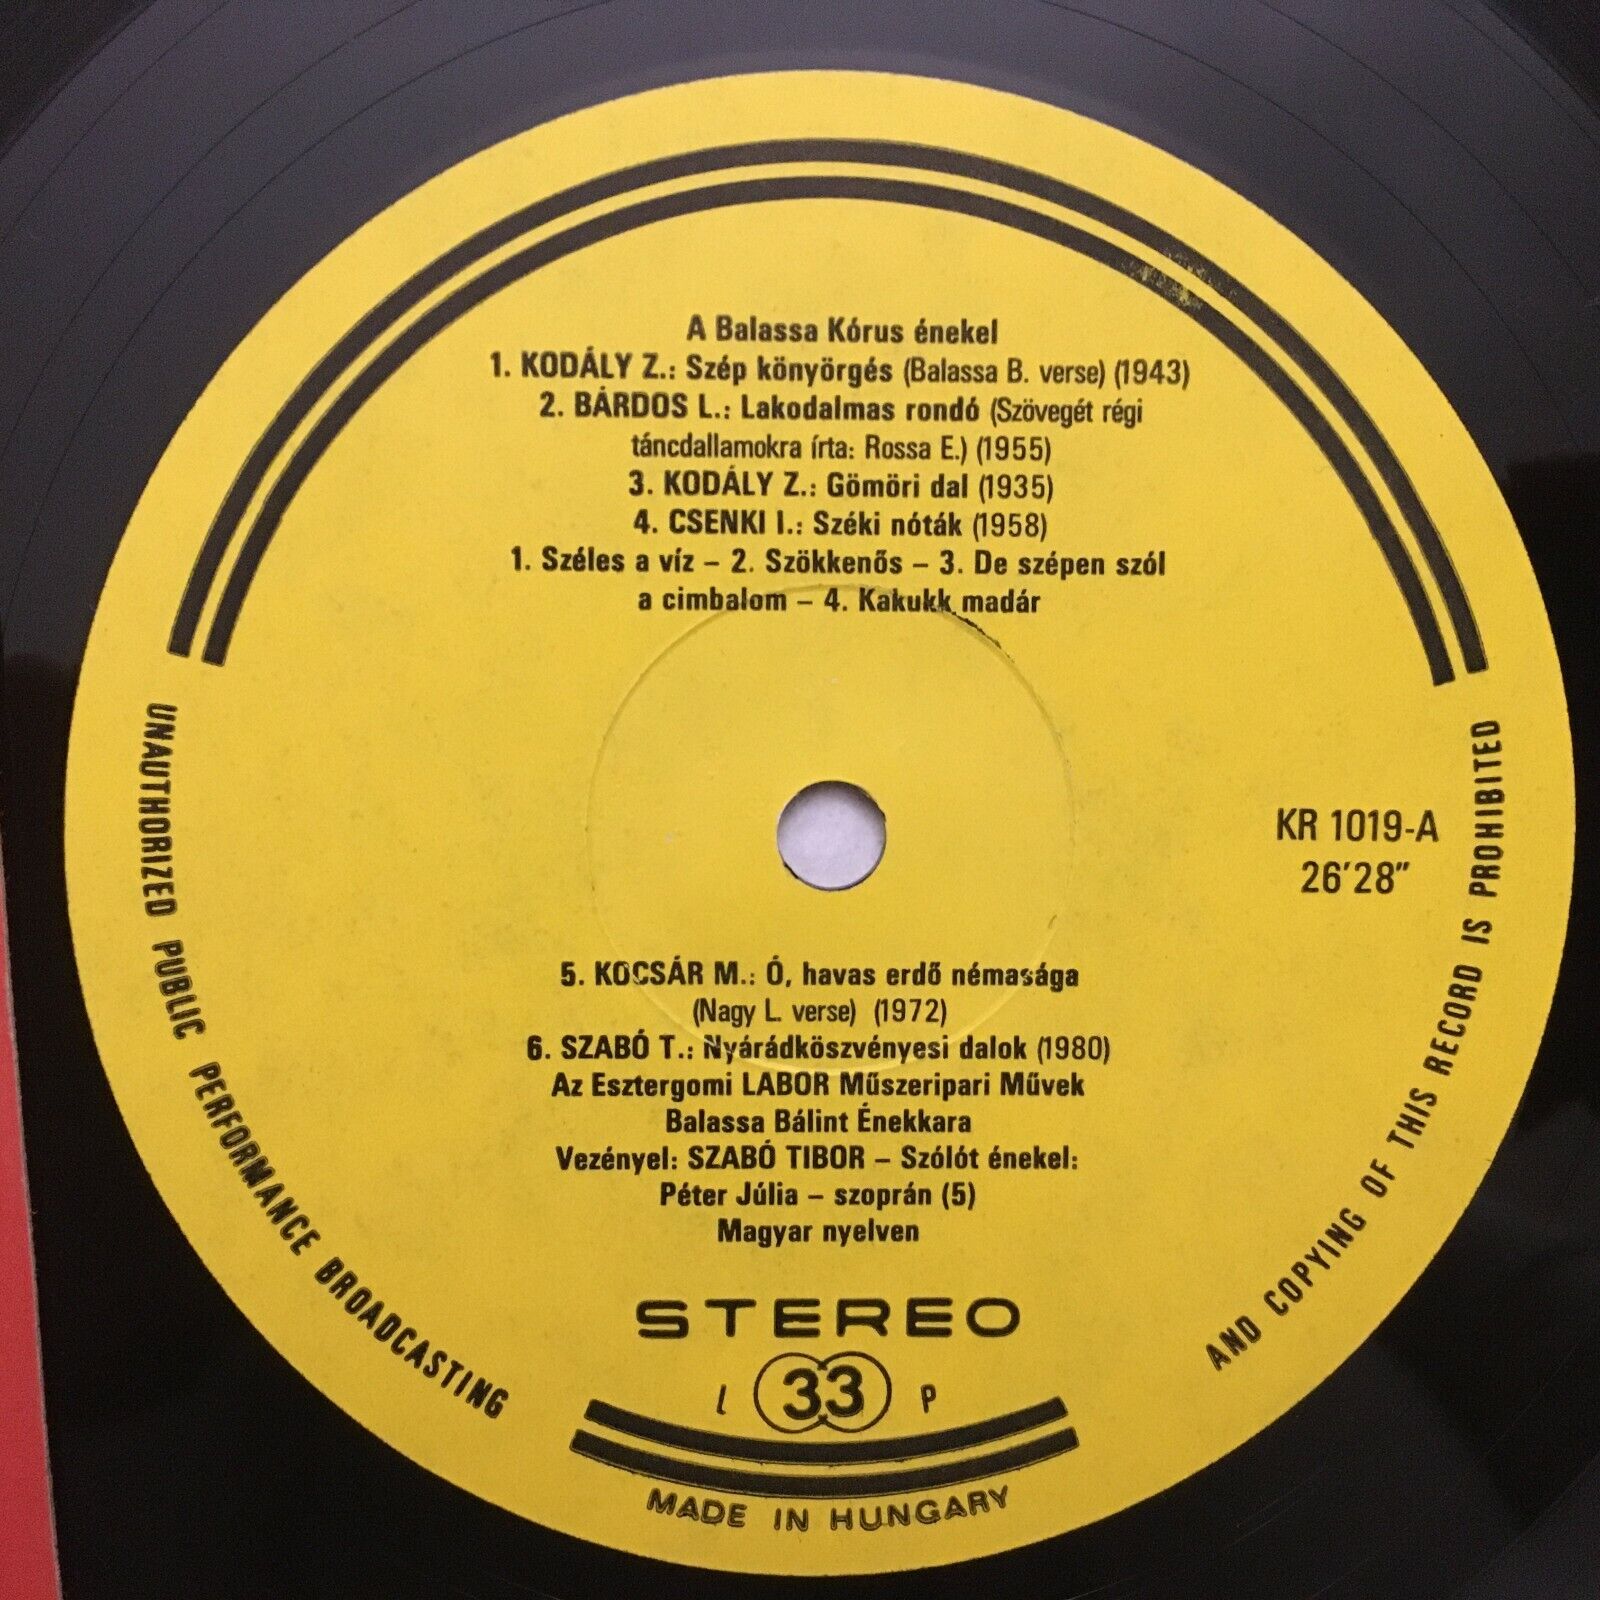 A Balassa Kórus énekel
1. KODÁLY Z.: Szép könyörgés (Balassa B. verse) (1943)
2. BÁRDOS L.: Lakodalmas rondó (Szövegét régi
táncdallamokra írta: Rossa E.) (1955)
3. KODÁLY Z.: Gömöri dal (1935)
4. CSENKI I.: Széki nóták (1958)
1. Széles a víz – 2. Szökkenős – 3. De szépen szól
a cimbalom – 4. Kakukk madár
KR 1019-A
26'28"
5. KOCSÁR M.: Ó, havas erdő némasága
(Nagy L. verse) (1972)
6. SZABÓ T.: Nyárádköszvényesi dalok (1980)
Az Esztergomi LABOR Műszeripari Művek
Balassa Bálint Énekkara
Vezényel: SZABÓ TIBOR – Szólót énekel:
Péter Júlia – szoprán (5)
Magyar nyelven
STEREO
L 33 P
MADE IN HUNGARY
UNAUTHORIZED PUBLIC PERFORMANCE BROADCASTING
AND COPYING OF THIS RECORD IS PROHIBITED